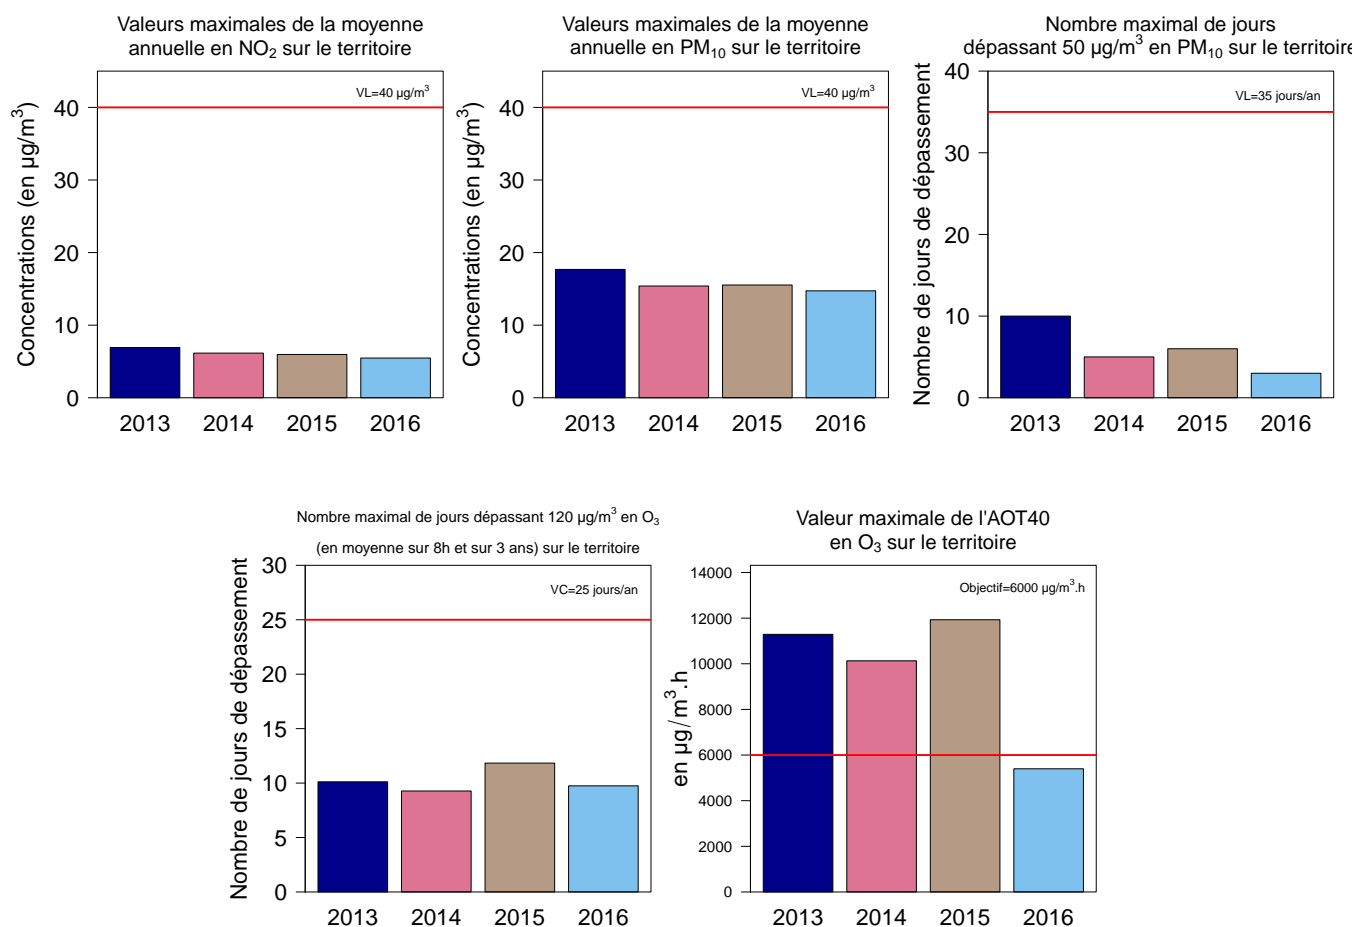 Valeurs maximales de la moyenne
annuelle en NO₂ sur le territoire
Concentrations (en µg/m³)
VL=40 µg/m³
40
30
20
10
0
2013 2014 2015 2016
Valeurs maximales de la moyenne
annuelle en PM₁₀ sur le territoire
Concentrations (en µg/m³)
VL=40 µg/m³
40
30
20
10
0
2013 2014 2015 2016
Nombre maximal de jours
dépassant 50 µg/m³ en PM₁₀ sur le territoire
Nombre de jours de dépassement
VL=35 jours/an
40
30
20
10
0
2013 2014 2015 2016
Nombre maximal de jours dépassant 120 µg/m³ en O₃
(en moyenne sur 8h et sur 3 ans) sur le territoire
Nombre de jours de dépassement
VC=25 jours/an
30
25
20
15
10
5
0
2013 2014 2015 2016
Valeur maximale de l'AOT40
en O₃ sur le territoire
en µg/m³.h
Objectif=6000 µg/m³.h
14000
12000
10000
8000
6000
4000
2000
0
2013 2014 2015 2016